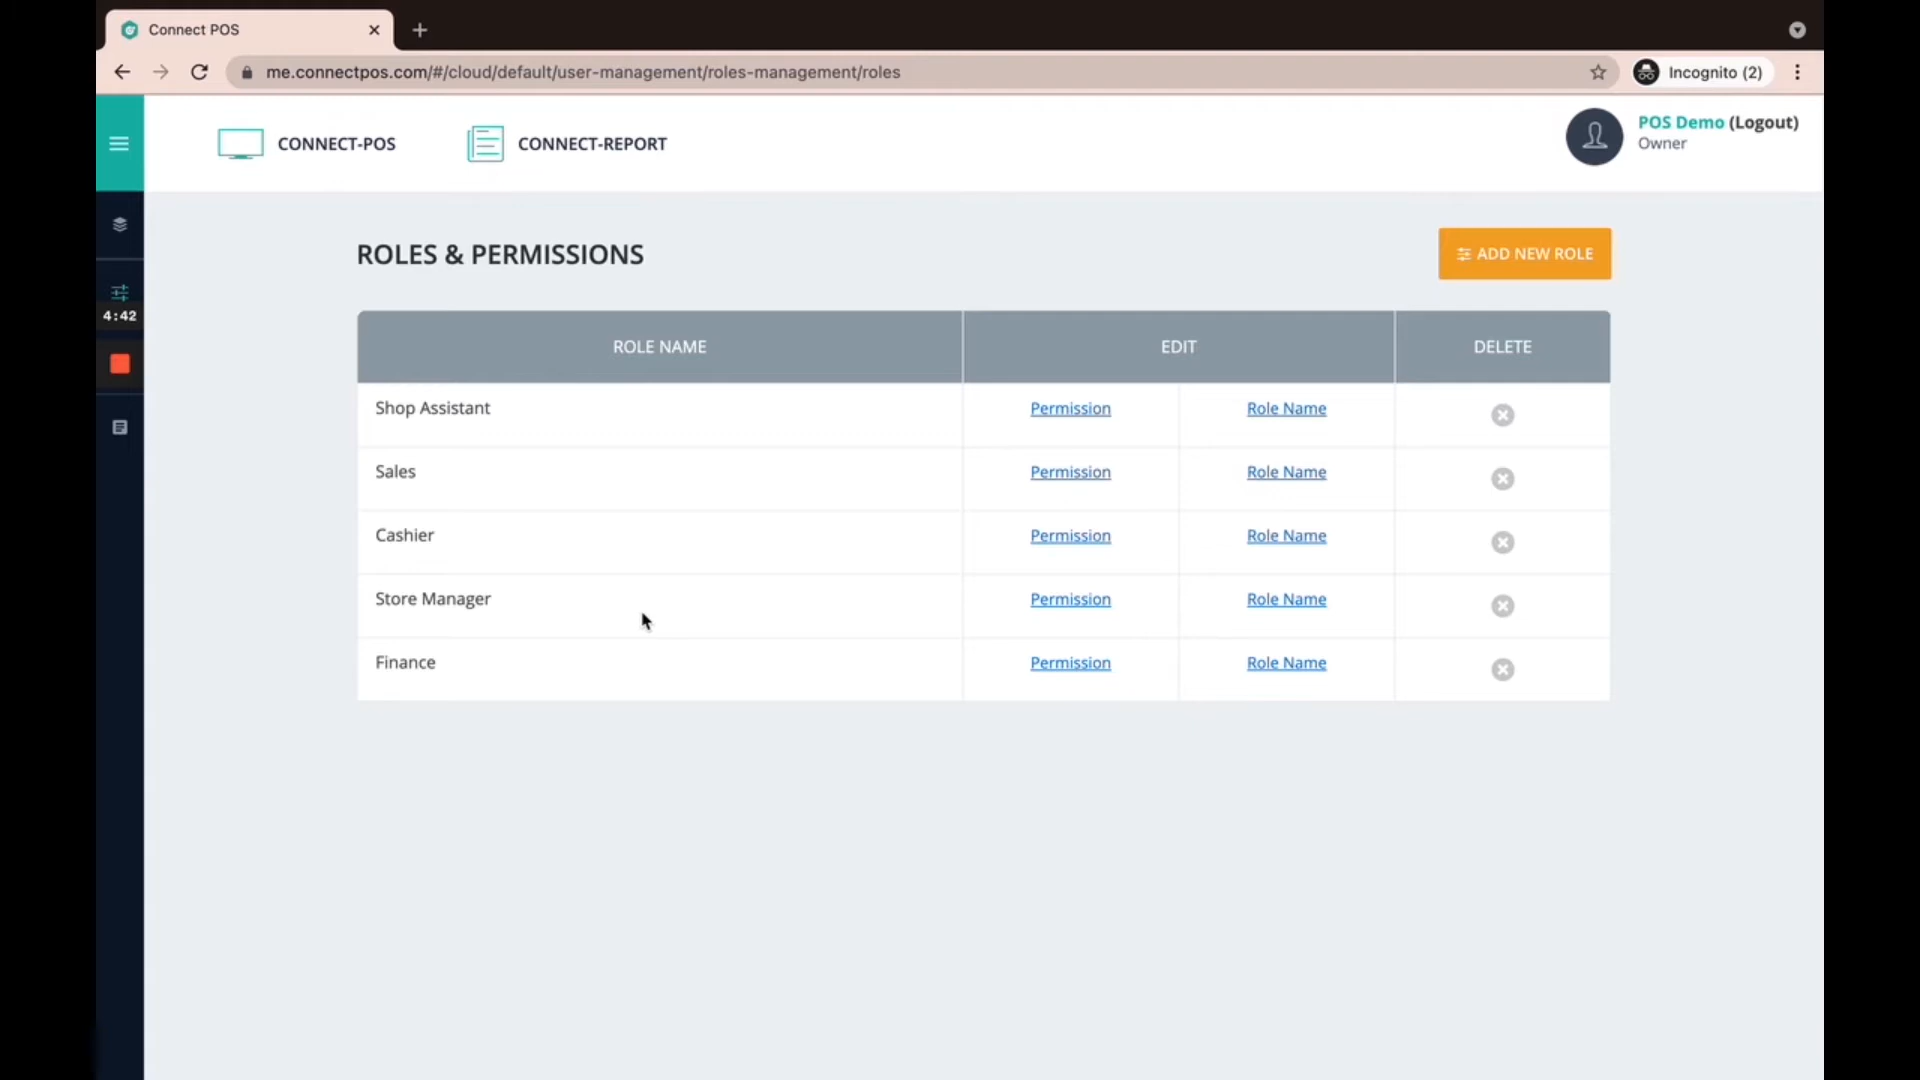 Connect POS
me.connectpos.com/#/cloud/default/user-management/roles-management/roles
Incognito (2)
CONNECT-POS
CONNECT-REPORT
POS Demo (Logout)
Owner
ROLES & PERMISSIONS
ADD NEW ROLE
4:42
ROLE NAME EDIT DELETE
Shop Assistant Permission Role Name
Sales Permission Role Name
Cashier Permission Role Name
Store Manager Permission Role Name
Finance Permission Role Name